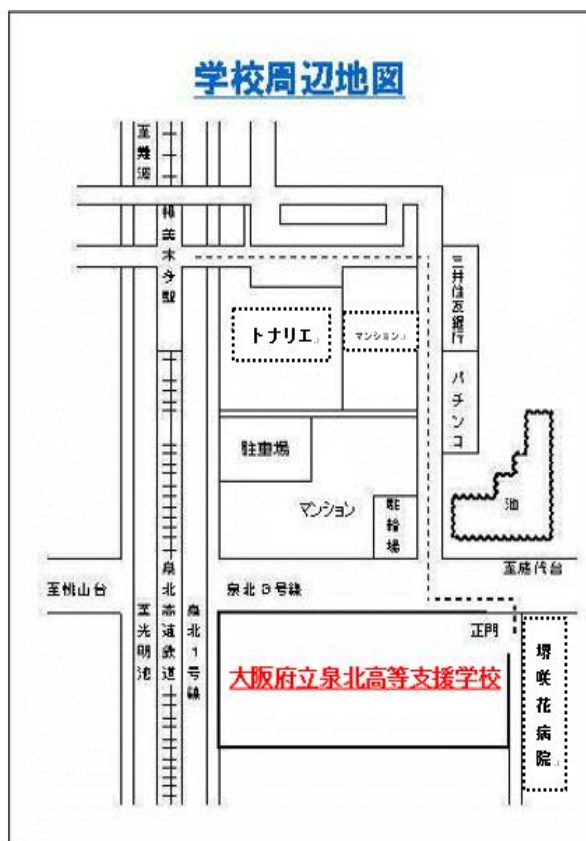 学校周辺地図
至難波
栂・美木多駅
三井住友銀行
トナリエ
マンション
パチンコ
駐車場
マンション
駐輪場
池
至桃山台
泉北3号線
至庭代台
至光明池
泉北高速鉄道
泉北1号線
正門
大阪府立泉北高等支援学校
堺咲花病院